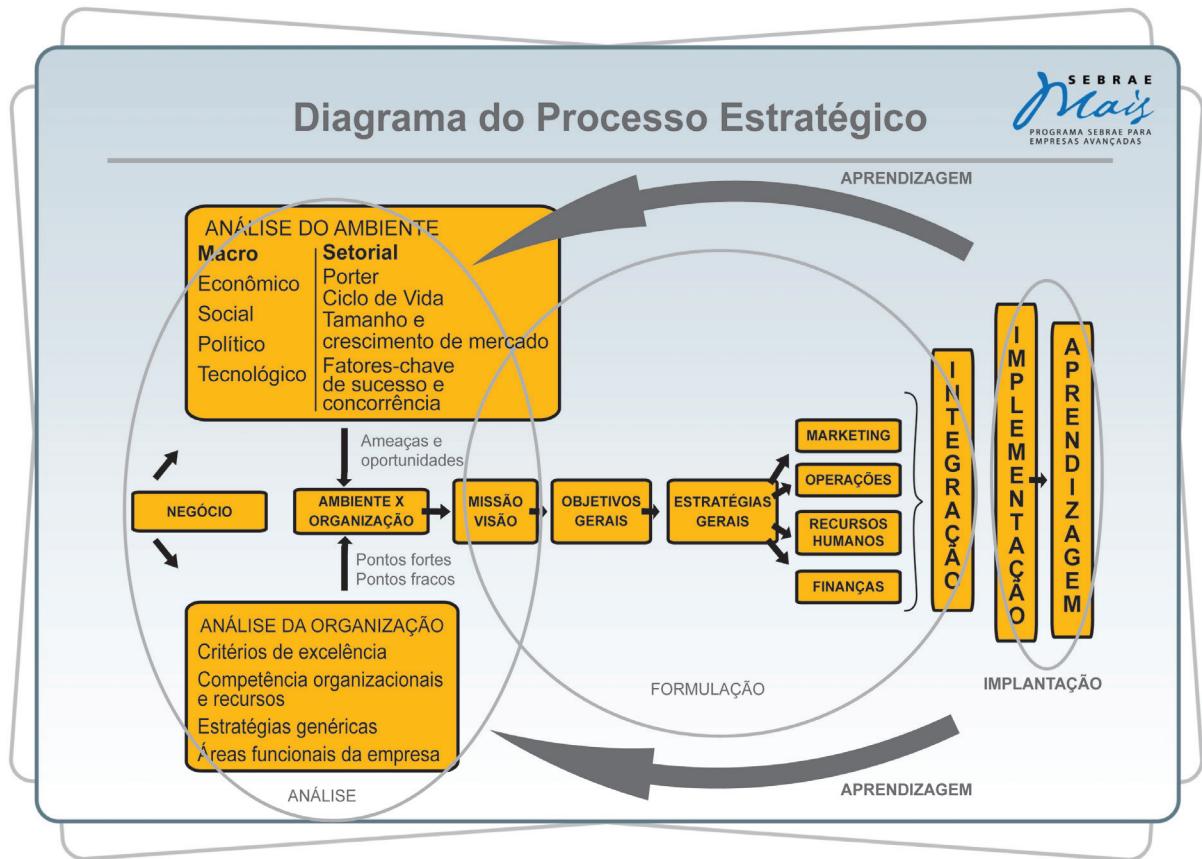 Diagrama do Processo Estratégico
SEBRAE
Mais
PROGRAMA SEBRAE PARA
EMPRESAS AVANÇADAS
APRENDIZAGEM
ANÁLISE DO AMBIENTE
Macro
Econômico
Social
Político
Tecnológico
Setorial
Porter
Ciclo de Vida
Tamanho e
crescimento de mercado
Fatores-chave
de sucesso e
concorrência
Ameaças e
oportunidades
NEGÓCIO
AMBIENTE X
ORGANIZAÇÃO
MISSÃO
VISÃO
OBJETIVOS
GERAIS
ESTRATÉGIAS
GERAIS
MARKETING
OPERAÇÕES
RECURSOS
HUMANOS
FINANÇAS
INTEGRAÇÃO
IMPLEMENTAÇÃO
APRENDIZAGEM
Pontos fortes
Pontos fracos
ANÁLISE DA ORGANIZAÇÃO
Critérios de excelência
Competência organizacionais
e recursos
Estratégias genéricas
Áreas funcionais da empresa
ANÁLISE
FORMULAÇÃO
IMPLANTAÇÃO
APRENDIZAGEM